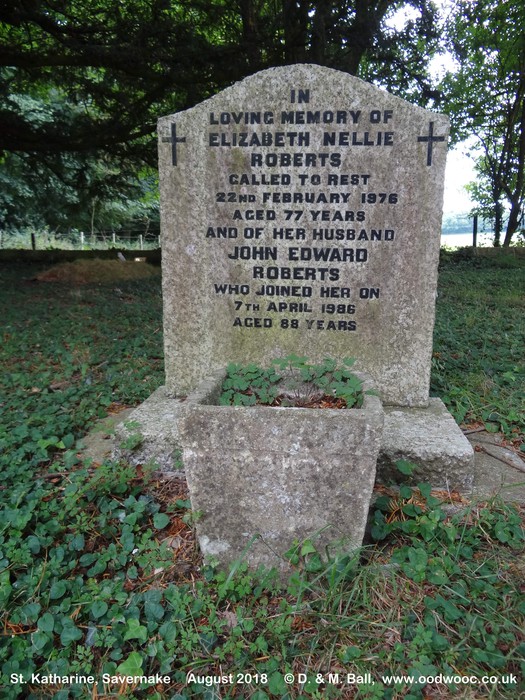 IN
LOVING MEMORY OF
ELIZABETH NELLIE
ROBERTS
CALLED TO REST
22ND FEBRUARY 1976
AGED 77 YEARS
AND OF HER HUSBAND
JOHN EDWARD
ROBERTS
WHO JOINED HER ON
7TH APRIL 1986
AGED 88 YEARS
St. Katharine, Savernake August 2018 © D. & M. Ball, www.oodwooc.co.uk